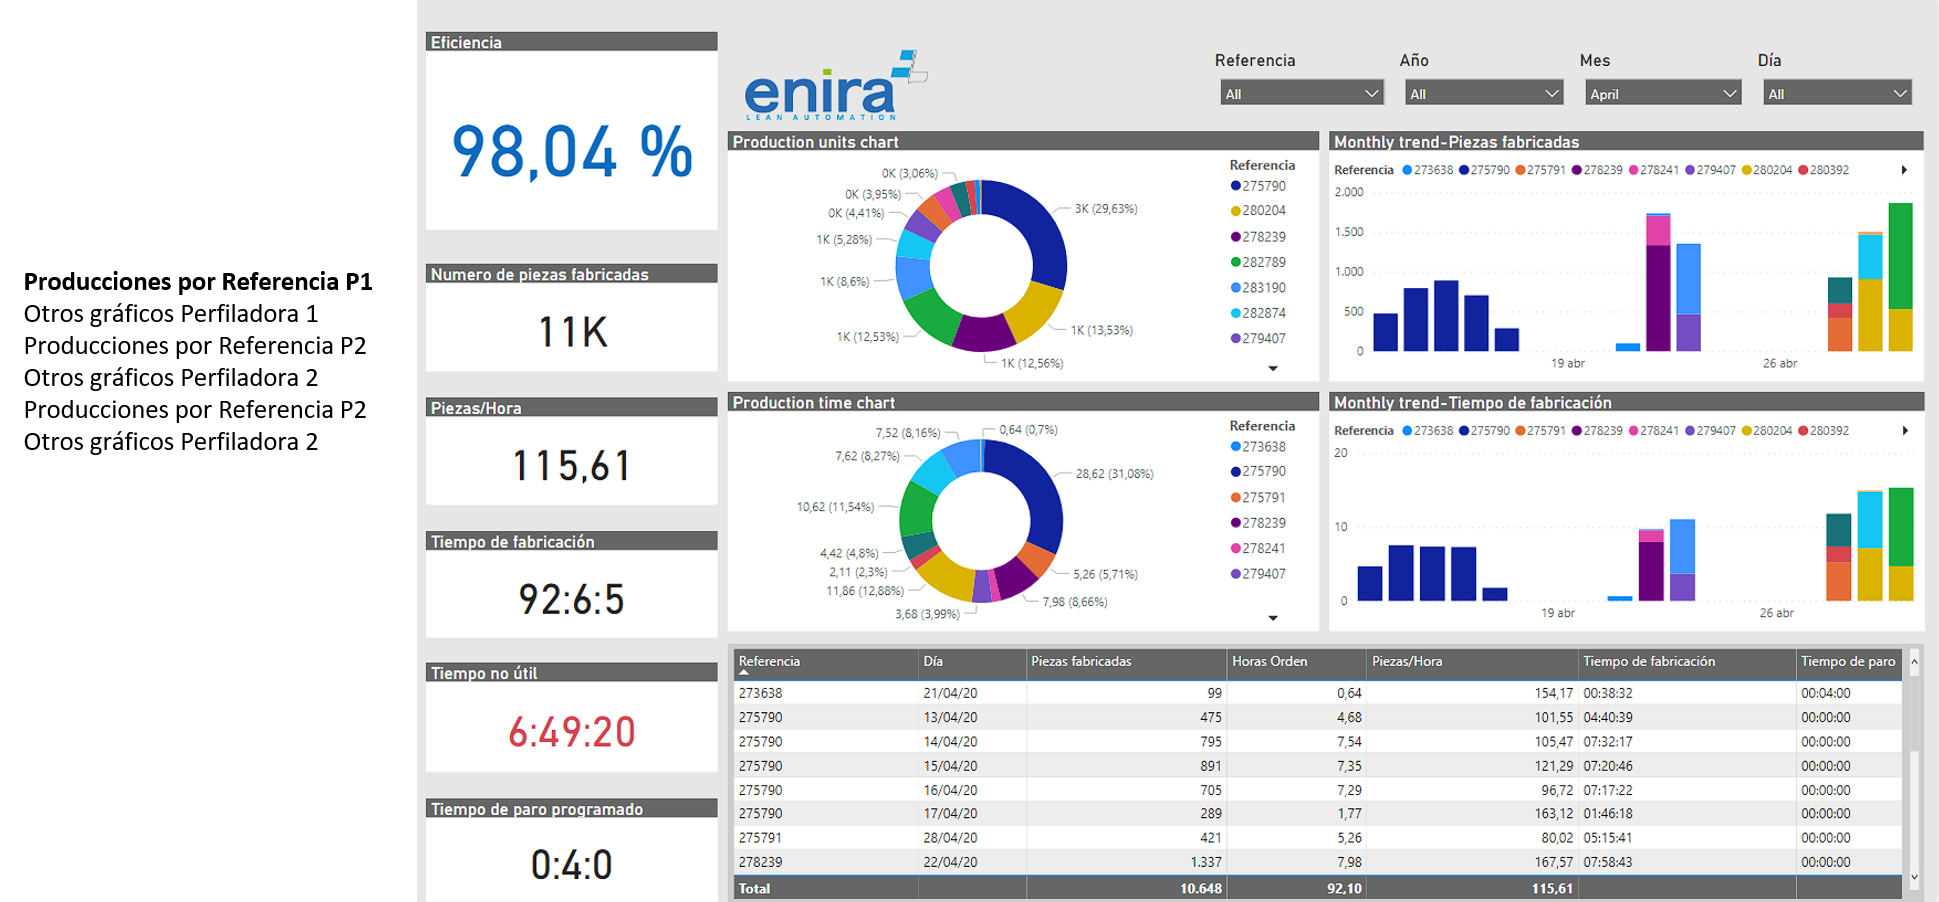 Producciones por Referencia P1
Otros gráficos Perfiladora 1
Producciones por Referencia P2
Otros gráficos Perfiladora 2
Producciones por Referencia P2
Otros gráficos Perfiladora 2
Eficiencia
98,04 %
Numero de piezas fabricadas
11K
Piezas/Hora
115,61
Tiempo de fabricación
92:6:5
Tiempo no útil
6:49:20
Tiempo de paro programado
0:4:0
enira
LEAN AUTOMATION
Referencia
All
Año
All
Mes
April
Día
All
Production units chart
0K (3,06%)
0K (3,95%)
0K (4,41%)
1K (5,28%)
1K (8,6%)
1K (12,53%)
3K (29,63%)
1K (13,53%)
1K (12,56%)
Referencia
275790
280204
278239
282789
283190
282874
279407
Monthly trend-Piezas fabricadas
Referencia 273638 275790 275791 278239 278241 279407 280204 280392
2.000
1.500
1.000
500
0
19 abr 26 abr
Production time chart
7,52 (8,16%)
7,62 (8,27%)
10,62 (11,54%)
4,42 (4,8%)
2,11 (2,3%)
11,86 (12,88%)
3,68 (3,99%)
0,64 (0,7%)
28,62 (31,08%)
5,26 (5,71%)
7,98 (8,66%)
Referencia
273638
275790
275791
278239
278241
279407
Monthly trend-Tiempo de fabricación
Referencia 273638 275790 275791 278239 278241 279407 280204 280392
20
10
0
19 abr 26 abr
Referencia Día Piezas fabricadas Horas Orden Piezas/Hora Tiempo de fabricación Tiempo de paro
273638 21/04/20 99 0,64 154,17 00:38:32 00:04:00
275790 13/04/20 475 4,68 101,55 04:40:39 00:00:00
275790 14/04/20 795 7,54 105,47 07:32:17 00:00:00
275790 15/04/20 891 7,35 121,29 07:20:46 00:00:00
275790 16/04/20 705 7,29 96,72 07:17:22 00:00:00
275790 17/04/20 289 1,77 163,12 01:46:18 00:00:00
275791 28/04/20 421 5,26 80,02 05:15:41 00:00:00
278239 22/04/20 1.337 7,98 167,57 07:58:43 00:00:00
Total 10.648 92,10 115,61